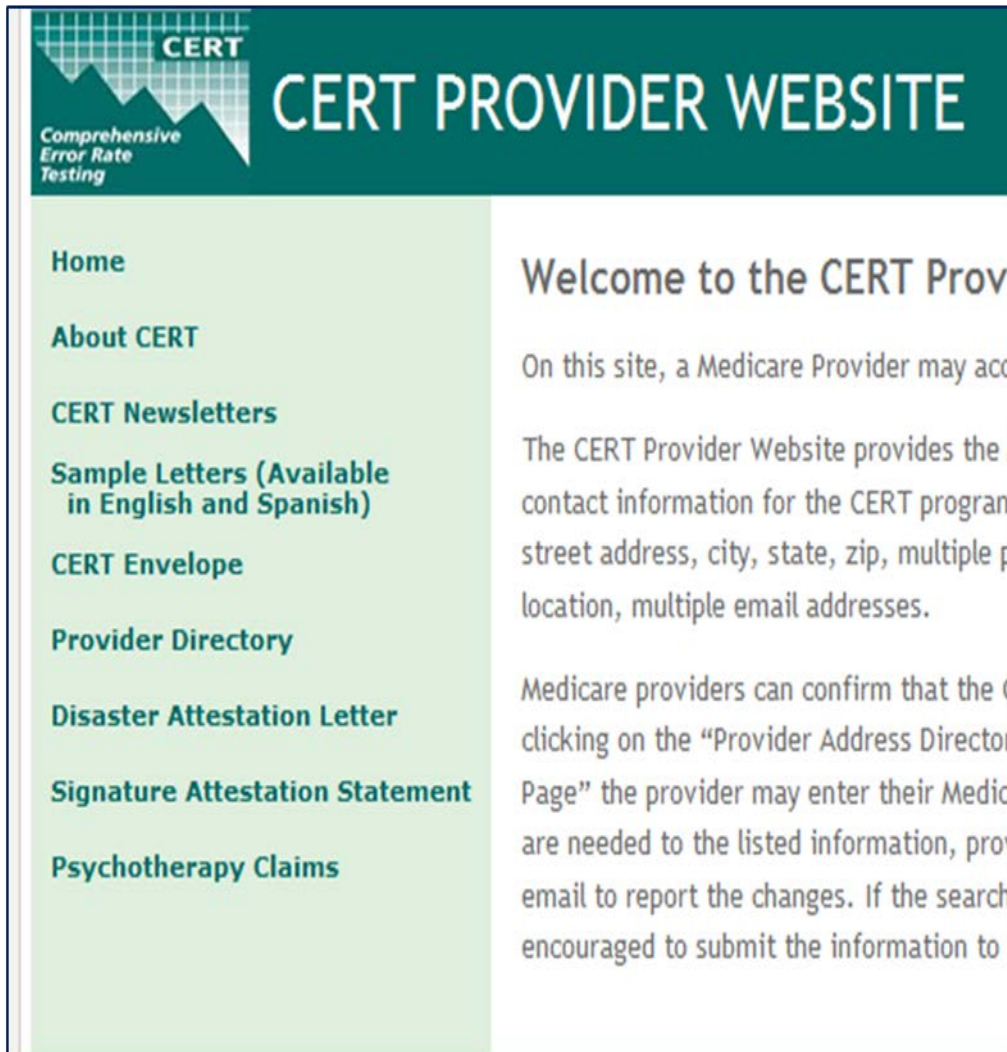 CERT
Comprehensive
Error Rate
Testing
CERT PROVIDER WEBSITE
Home
About CERT
CERT Newsletters
Sample Letters (Available
in English and Spanish)
CERT Envelope
Provider Directory
Disaster Attestation Letter
Signature Attestation Statement
Psychotherapy Claims
Welcome to the CERT Prov
On this site, a Medicare Provider may acc
The CERT Provider Website provides the
contact information for the CERT program
street address, city, state, zip, multiple p
location, multiple email addresses.
Medicare providers can confirm that the C
clicking on the “Provider Address Director
Page” the provider may enter their Medic
are needed to the listed information, prov
email to report the changes. If the search
encouraged to submit the information to